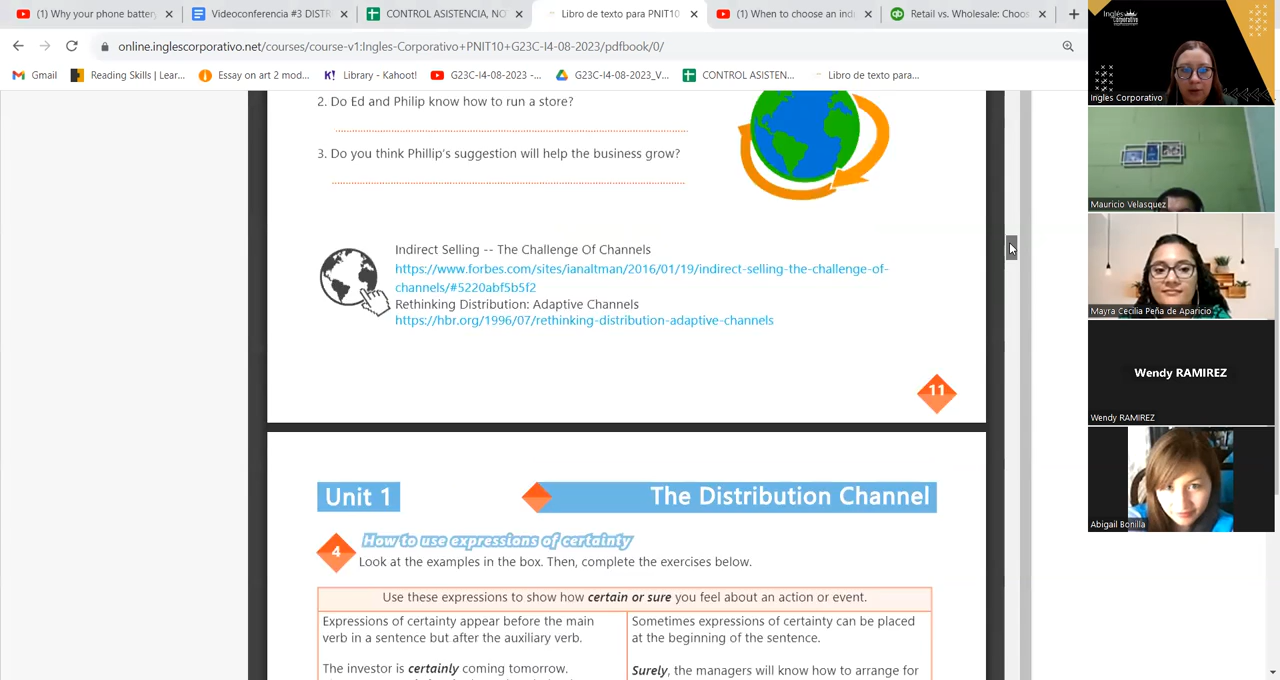 (1) Why your phone battery
Videoconferencia #3 DISTR
CONTROL ASISTENCIA, NO
Libro de texto para PNIT10
(1) When to choose an ind
Retail vs. Wholesale: Choo
online.inglescorporativo.net/courses/course-v1:Ingles-Corporativo+PNIT10+G23C-I4-08-2023/pdfbook/0/
Gmail
Reading Skills | Lear...
Essay on art 2 mod...
Library - Kahoot!
G23C-I4-08-2023 -...
G23C-I4-08-2023_V...
CONTROL ASISTEN...
Libro de texto para...
2. Do Ed and Philip know how to run a store?
3. Do you think Phillip's suggestion will help the business grow?
Indirect Selling -- The Challenge Of Channels
https://www.forbes.com/sites/ianaltman/2016/01/19/indirect-selling-the-challenge-of-
channels/#5220abf5b5f2
Rethinking Distribution: Adaptive Channels
https://hbr.org/1996/07/rethinking-distribution-adaptive-channels
11
Unit 1
The Distribution Channel
4
How to use expressions of certainty
Look at the examples in the box. Then, complete the exercises below.
Use these expressions to show how certain or sure you feel about an action or event.
Expressions of certainty appear before the main
verb in a sentence but after the auxiliary verb.
The investor is certainly coming tomorrow.
Sometimes expressions of certainty can be placed
at the beginning of the sentence.
Surely, the managers will know how to arrange for
Inglés
Corporativo
Ingles Corporativo
Mauricio Velasquez
Mayra Cecilia Peña de Aparicio
Wendy RAMIREZ
Wendy RAMIREZ
Abigail Bonilla